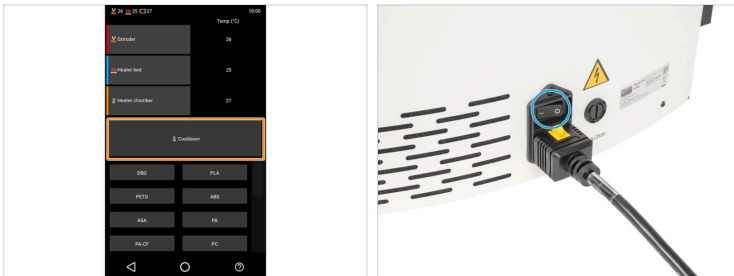 26 25 27 10:00
Temp (°C)
Extruder 26
Heater bed 25
Heater chamber 27
Cooldown
DBG PLA
PETG ABS
ASA PA
PA-CF PC
I O
/250V